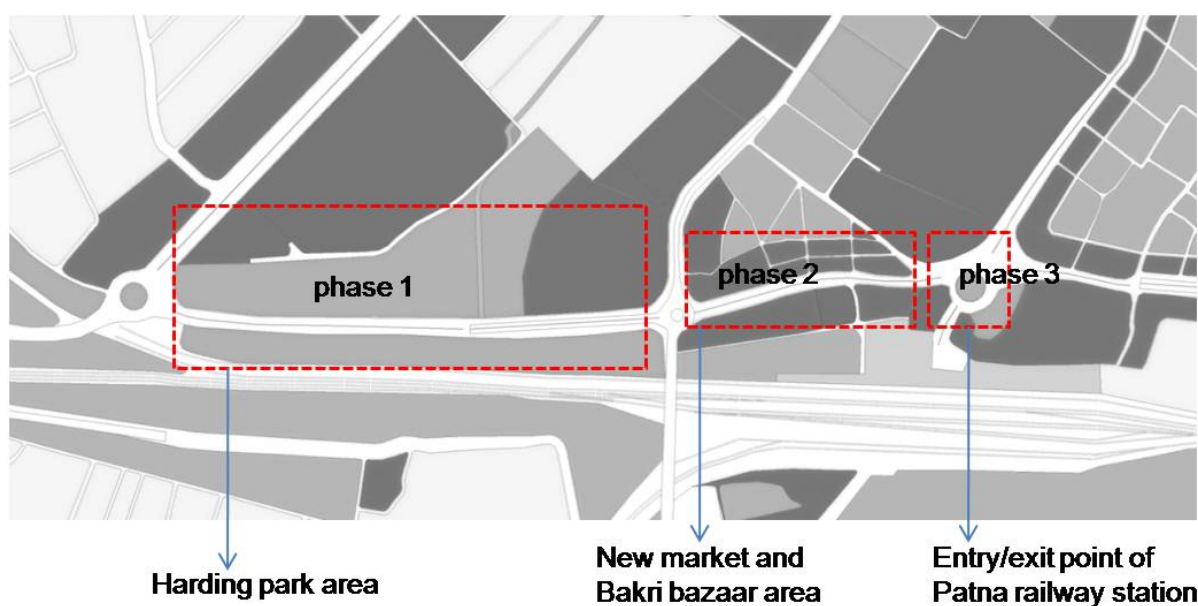 phase 1
phase 2
phase 3
Harding park area
New market and
Bakri bazaar area
Entry/exit point of
Patna railway station